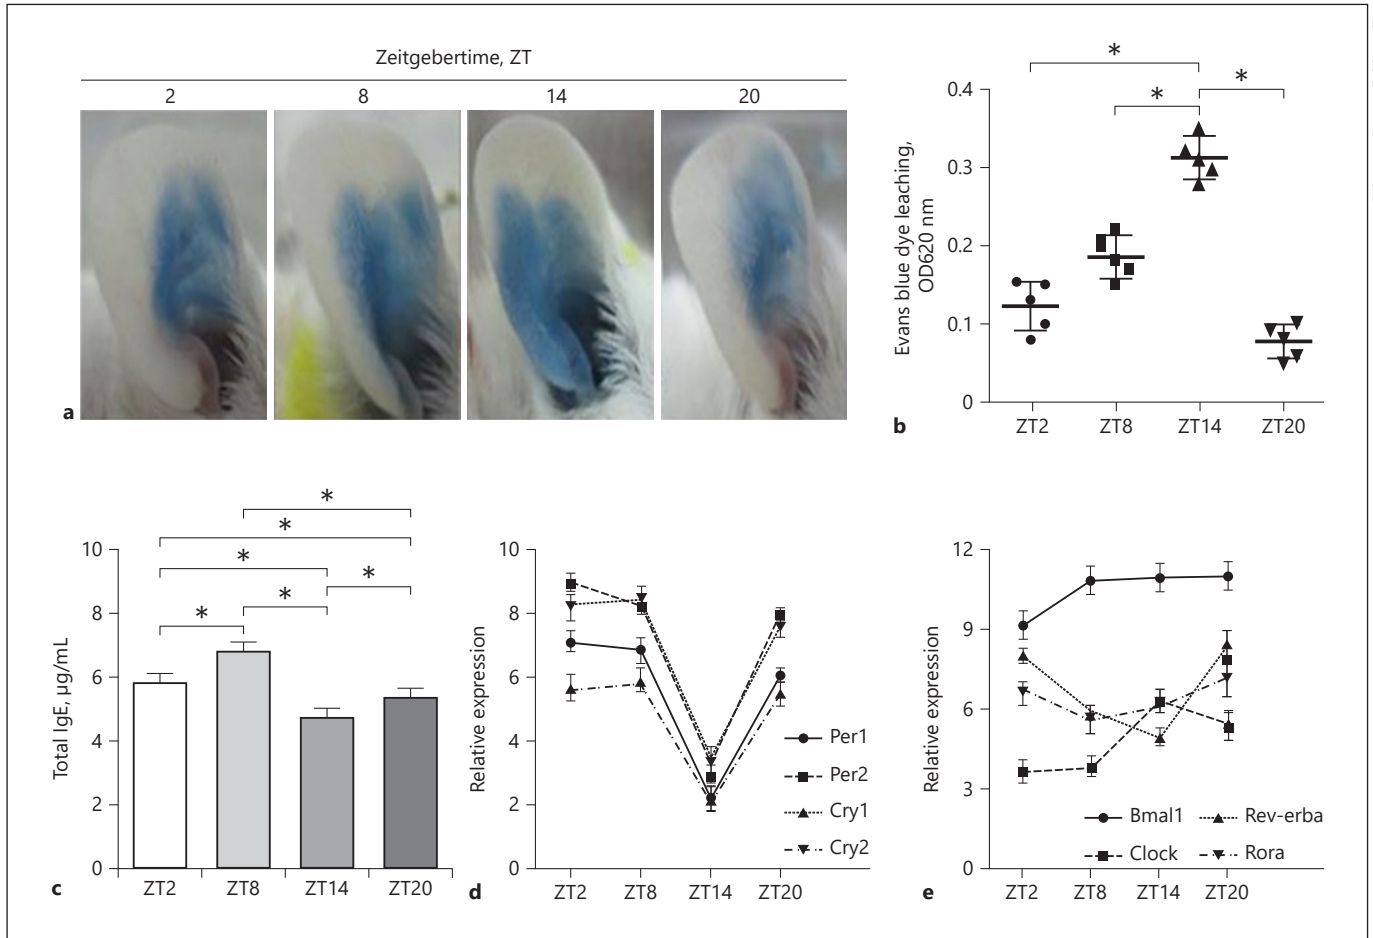 Zeitgebertime, ZT
2 8 14 20
a
Evans blue dye leaching,
OD620 nm
0.4
0.3
0.2
0.1
0
* * *
ZT2 ZT8 ZT14 ZT20
b
Total IgE, µg/mL
10
8
6
4
2
0
* * * * * *
ZT2 ZT8 ZT14 ZT20
c
Relative expression
10
8
6
4
2
0
Per1
Per2
Cry1
Cry2
ZT2 ZT8 ZT14 ZT20
d
Relative expression
12
9
6
3
0
Bmal1 Rev-erba
Clock Rora
ZT2 ZT8 ZT14 ZT20
e